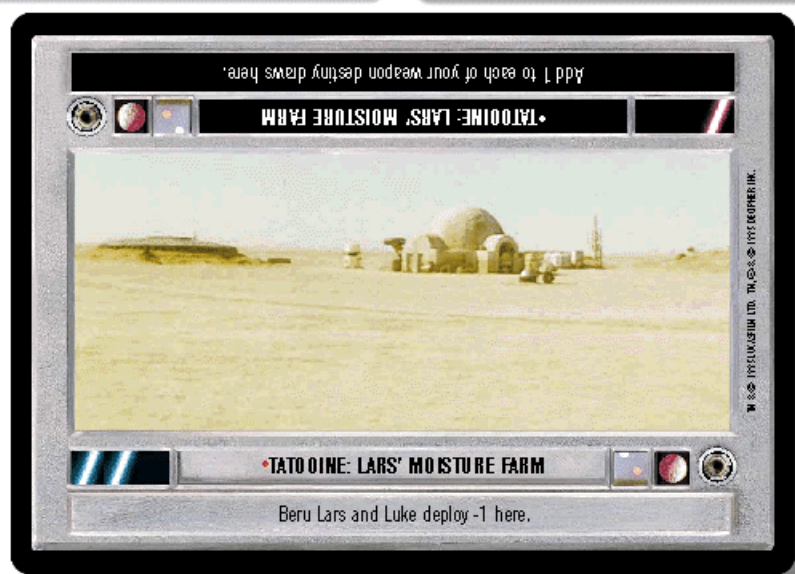 Add 1 to each of your weapon destiny draws here.
•TATOOINE: LARS' MOISTURE FARM
•TATOOINE: LARS' MOISTURE FARM
Beru Lars and Luke deploy -1 here.